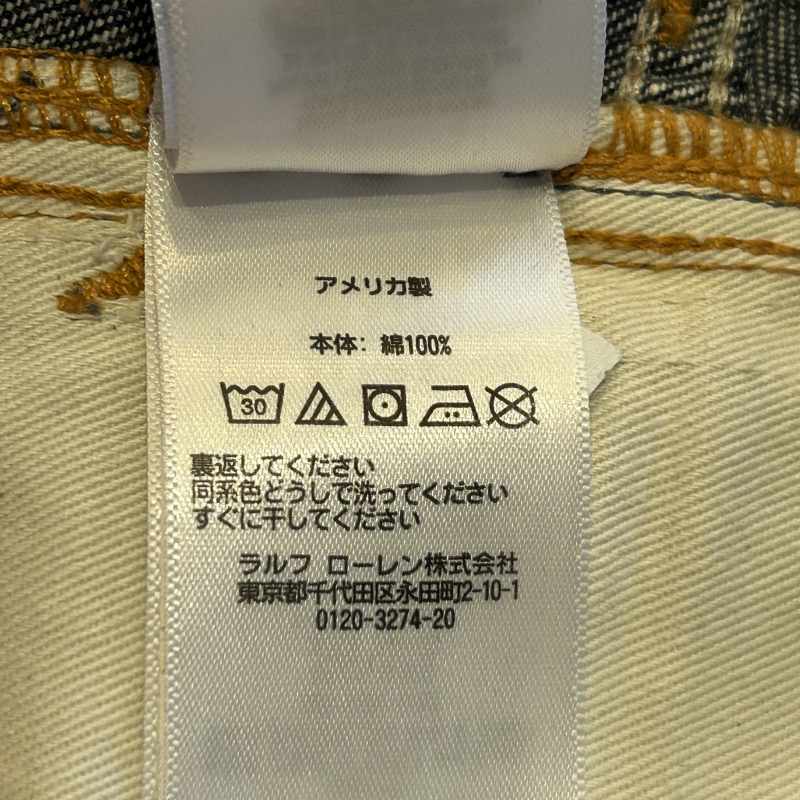 アメリカ製
本体: 綿100%
30
裏返してください
同系色どうしで洗ってください
すぐに干してください
ラルフ ローレン株式会社
東京都千代田区永田町2-10-1
0120-3274-20